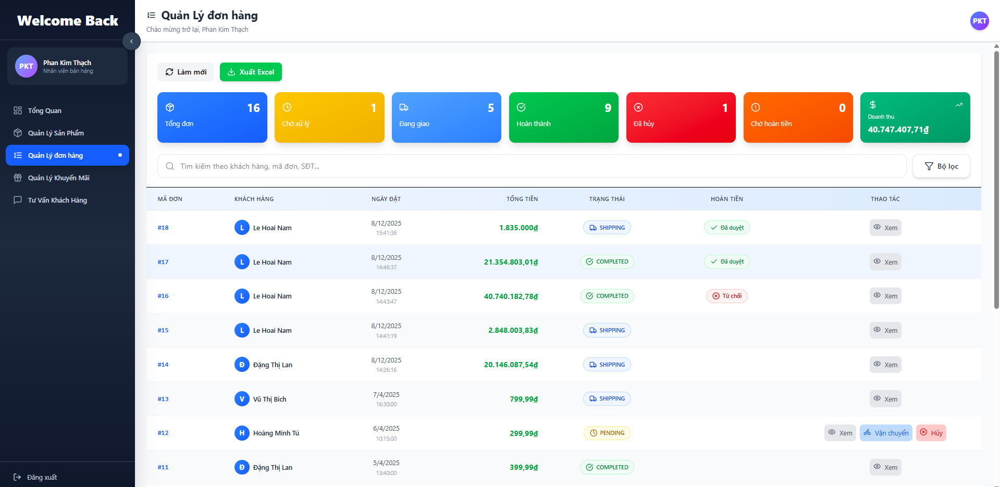 Welcome Back
PKT
Phan Kim Thạch
Nhân viên bán hàng
Tổng Quan
Quản Lý Sản Phẩm
Quản Lý đơn hàng
Quản Lý Khuyến Mãi
Tư Vấn Khách Hàng
Đăng xuất
Quản Lý đơn hàng
Chào mừng trở lại, Phan Kim Thạch
PKT
Làm mới
Xuất Excel
16
Tổng đơn
1
Chờ xử lý
5
Đang giao
9
Hoàn thành
1
Đã hủy
0
Chờ hoàn tiền
Doanh thu
40.747.407,71₫
Tìm kiếm theo khách hàng, mã đơn, SĐT...
Bộ lọc
MÃ ĐƠN KHÁCH HÀNG NGÀY ĐẶT TỔNG TIỀN TRẠNG THÁI HOÀN TIỀN THAO TÁC
#18 L Le Hoai Nam 8/12/2025 15:41:36 1.835.000₫ SHIPPING Đã duyệt Xem
#17 L Le Hoai Nam 8/12/2025 14:46:37 21.354.803,01₫ COMPLETED Đã duyệt Xem
#16 L Le Hoai Nam 8/12/2025 14:43:47 40.740.182,78₫ COMPLETED Từ chối Xem
#15 L Le Hoai Nam 8/12/2025 14:41:19 2.848.003,83₫ SHIPPING Xem
#14 Đ Đặng Thị Lan 8/12/2025 14:26:16 20.146.087,54₫ SHIPPING Xem
#13 V Vũ Thị Bích 7/4/2025 16:30:00 799,99₫ SHIPPING Xem
#12 H Hoàng Minh Tú 6/4/2025 10:15:00 299,99₫ PENDING Xem Vận chuyển Hủy
#11 Đ Đặng Thị Lan 5/4/2025 13:40:00 399,99₫ COMPLETED Xem